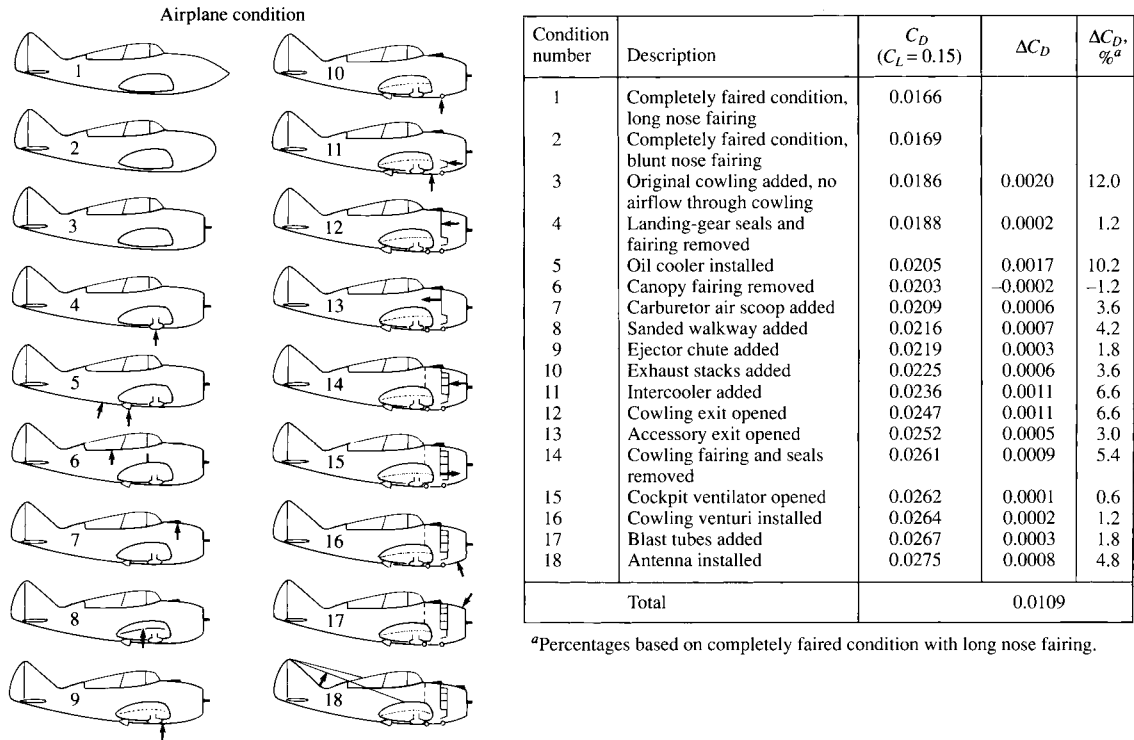 Airplane condition
1
2
3
4
5
6
7
8
9
10
11
12
13
14
15
16
17
18
Condition number Description C_D (C_L = 0.15) ΔC_D ΔC_D, %^a
1 Completely faired condition, 0.0166
long nose fairing
2 Completely faired condition, 0.0169
blunt nose fairing
3 Original cowling added, no 0.0186 0.0020 12.0
airflow through cowling
4 Landing-gear seals and 0.0188 0.0002 1.2
fairing removed
5 Oil cooler installed 0.0205 0.0017 10.2
6 Canopy fairing removed 0.0203 –0.0002 –1.2
7 Carburetor air scoop added 0.0209 0.0006 3.6
8 Sanded walkway added 0.0216 0.0007 4.2
9 Ejector chute added 0.0219 0.0003 1.8
10 Exhaust stacks added 0.0225 0.0006 3.6
11 Intercooler added 0.0236 0.0011 6.6
12 Cowling exit opened 0.0247 0.0011 6.6
13 Accessory exit opened 0.0252 0.0005 3.0
14 Cowling fairing and seals 0.0261 0.0009 5.4
removed
15 Cockpit ventilator opened 0.0262 0.0001 0.6
16 Cowling venturi installed 0.0264 0.0002 1.2
17 Blast tubes added 0.0267 0.0003 1.8
18 Antenna installed 0.0275 0.0008 4.8
Total 0.0109
^aPercentages based on completely faired condition with long nose fairing.